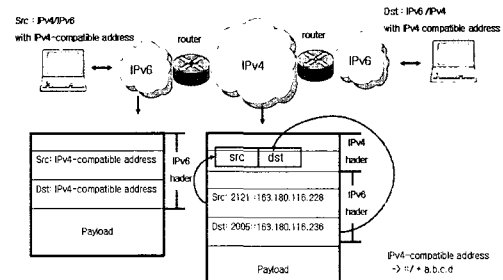 Src : IPv4/IPv6
with IPv4-compatible address
Dst : IPv6 /IPv4
with IPv4 compatible address
router
router
IPv6
IPv4
IPv6
Src: IPv4-compatible address
Dst: IPv4-compatible address
Payload
IPv6
hader
src
dst
Src: 2121::163.180.116.228
Dst: 2005::163.180.116.236
Payload
IPv4
hader
IPv6
hader
IPv4-compatible address
-> ::/ + a.b.c.d